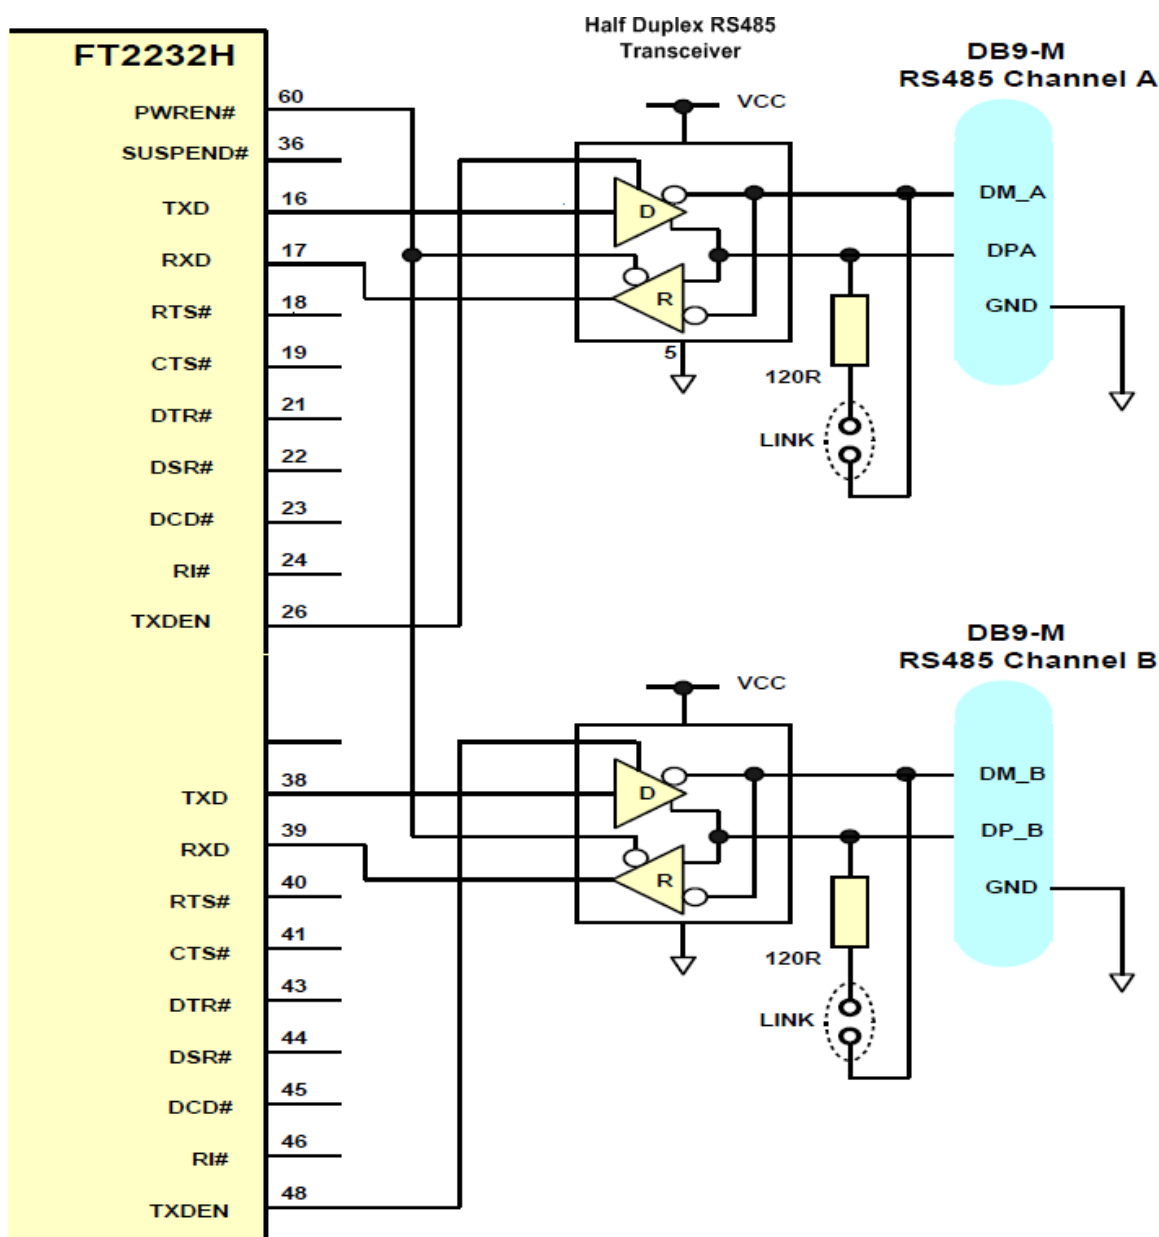 Half Duplex RS485
Transceiver
FT2232H
DB9-M
RS485 Channel A
PWREN#
60
VCC
SUSPEND#
36
TXD
16
D
DM_A
RXD
17
DPA
R
RTS#
18
GND
CTS#
19
5
120R
DTR#
21
LINK
DSR#
22
DCD#
23
RI#
24
TXDEN
26
DB9-M
RS485 Channel B
VCC
TXD
38
D
DM_B
RXD
39
DP_B
R
RTS#
40
GND
CTS#
41
120R
DTR#
43
LINK
DSR#
44
DCD#
45
RI#
46
TXDEN
48